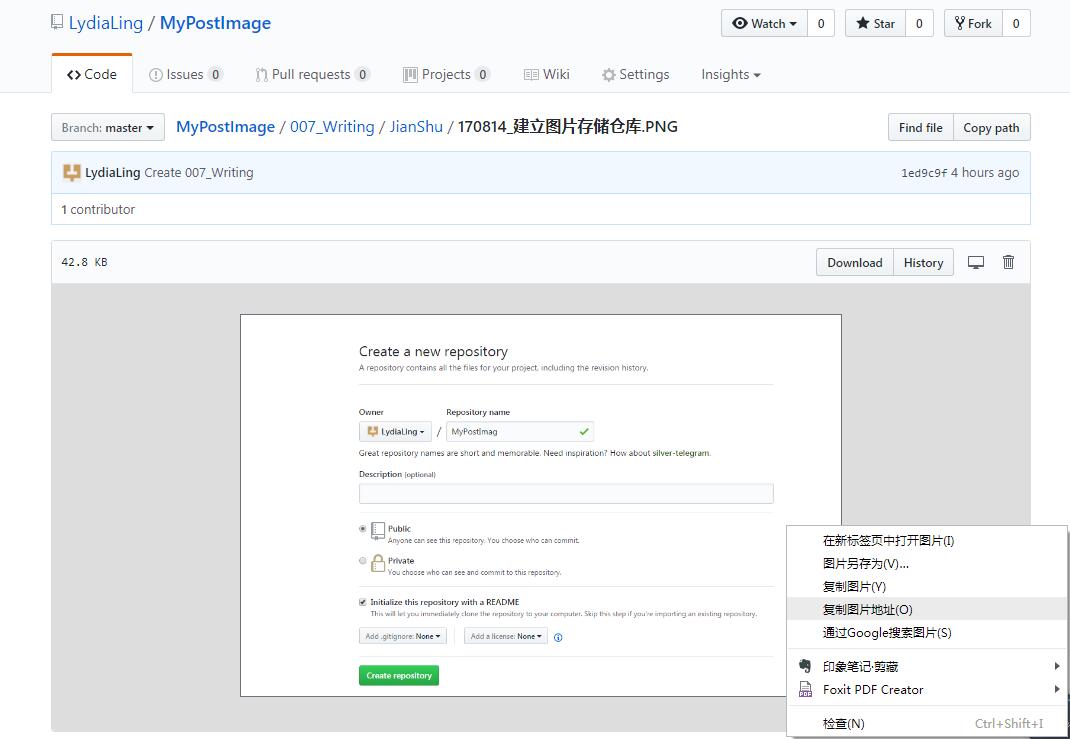 LydiaLing / MyPostImage
Watch 0 Star 0 Fork 0
Code Issues 0 Pull requests 0 Projects 0 Wiki Settings Insights
Branch: master MyPostImage / 007_Writing / JianShu / 170814_建立图片存储仓库.PNG Find file Copy path
LydiaLing Create 007_Writing 1ed9c9f 4 hours ago
1 contributor
42.8 KB Download History
Create a new repository
A repository contains all the files for your project, including the revision history.
Owner Repository name
LydiaLing / MyPostImag
Great repository names are short and memorable. Need inspiration? How about silver-telegram.
Description (optional)
Public
Anyone can see this repository. You choose who can commit.
Private
You choose who can see and commit to this repository.
Initialize this repository with a README
This will let you immediately clone the repository to your computer. Skip this step if you're importing an existing repository.
Add .gitignore: None Add a license: None
Create repository
在新标签页中打开图片(I)
图片另存为(V)...
复制图片(Y)
复制图片地址(O)
通过Google搜索图片(S)
印象笔记·剪藏
Foxit PDF Creator
检查(N) Ctrl+Shift+I